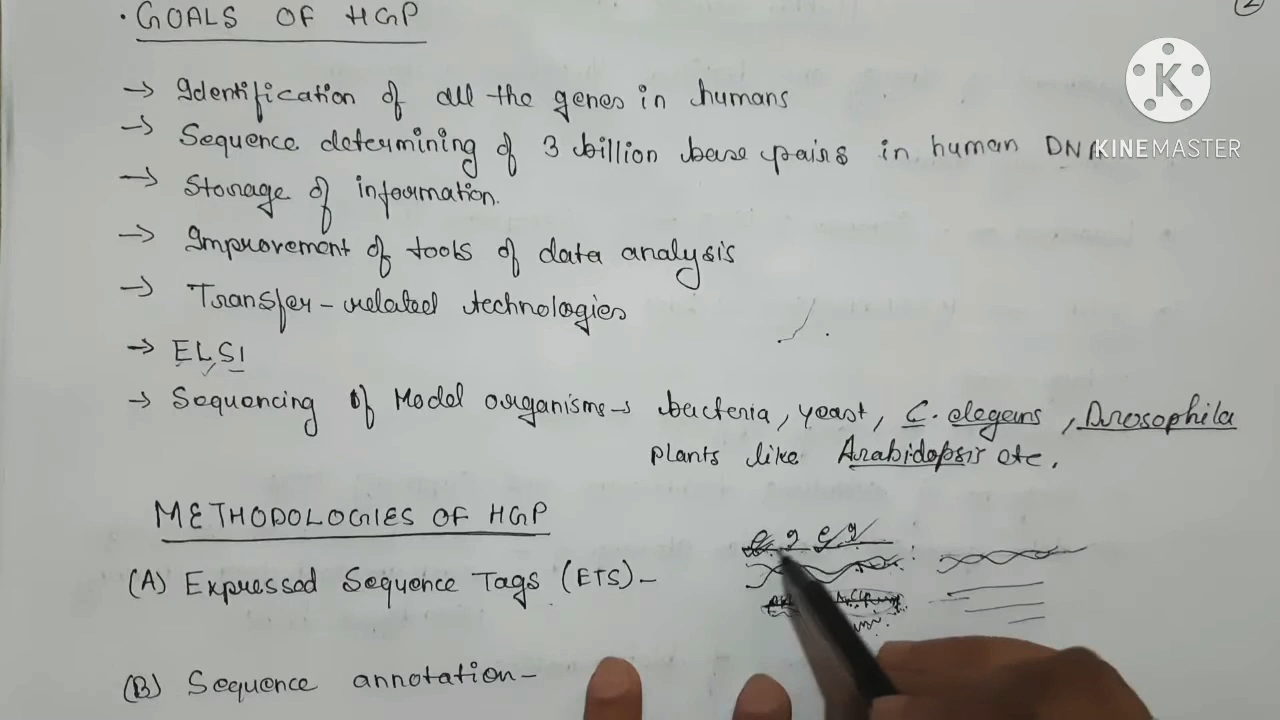 2
· GOALS OF HGP
→ Identification of all the genes in humans
→ Sequence determining of 3 billion base pairs in human DNA
K
KINEMASTER
→ Storage of information.
→ Improvement of tools of data analysis
→ Transfer-related technologies
→ ELSI
→ Sequencing of Model organisms→ bacteria, yeast, C. elegans, Drosophila
plants like Arabidopsis etc.
METHODOLOGIES OF HGP
(A) Expressed Sequence Tags (ETS)-
(B) Sequence annotation-